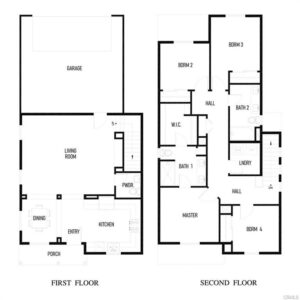 GARAGE
LIVING
ROOM
PWDR.
DINING
KITCHEN
ENTRY
PORCH
FIRST FLOOR
BDRM 2
BDRM 3
HALL
BATH 2
W.I.C.
BATH 1
LNDRY
HALL
MASTER
BDRM 4
SECOND FLOOR
CRMLS